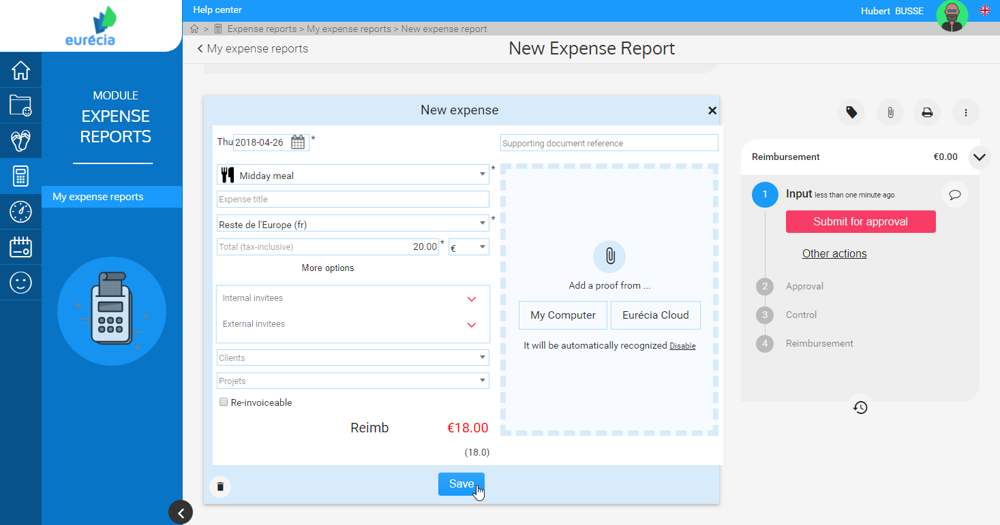 eurécia
Help center
Hubert BUSSE
> Expense reports > My expense reports > New expense report
My expense reports
New Expense Report
MODULE
EXPENSE
REPORTS
My expense reports
New expense
Thu 2018-04-26 *
Supporting document reference
Midday meal *
Expense title
Reste de l'Europe (fr) *
Total (tax-inclusive) 20.00 * €
More options
Internal invitees
External invitees
Clients
Projets
Re-invoiceable
Reimb €18.00
(18.0)
Add a proof from ...
My Computer
Eurécia Cloud
It will be automatically recognized Disable
Save
Reimbursement €0.00
1 Input less than one minute ago
Submit for approval
Other actions
2 Approval
3 Control
4 Reimbursement